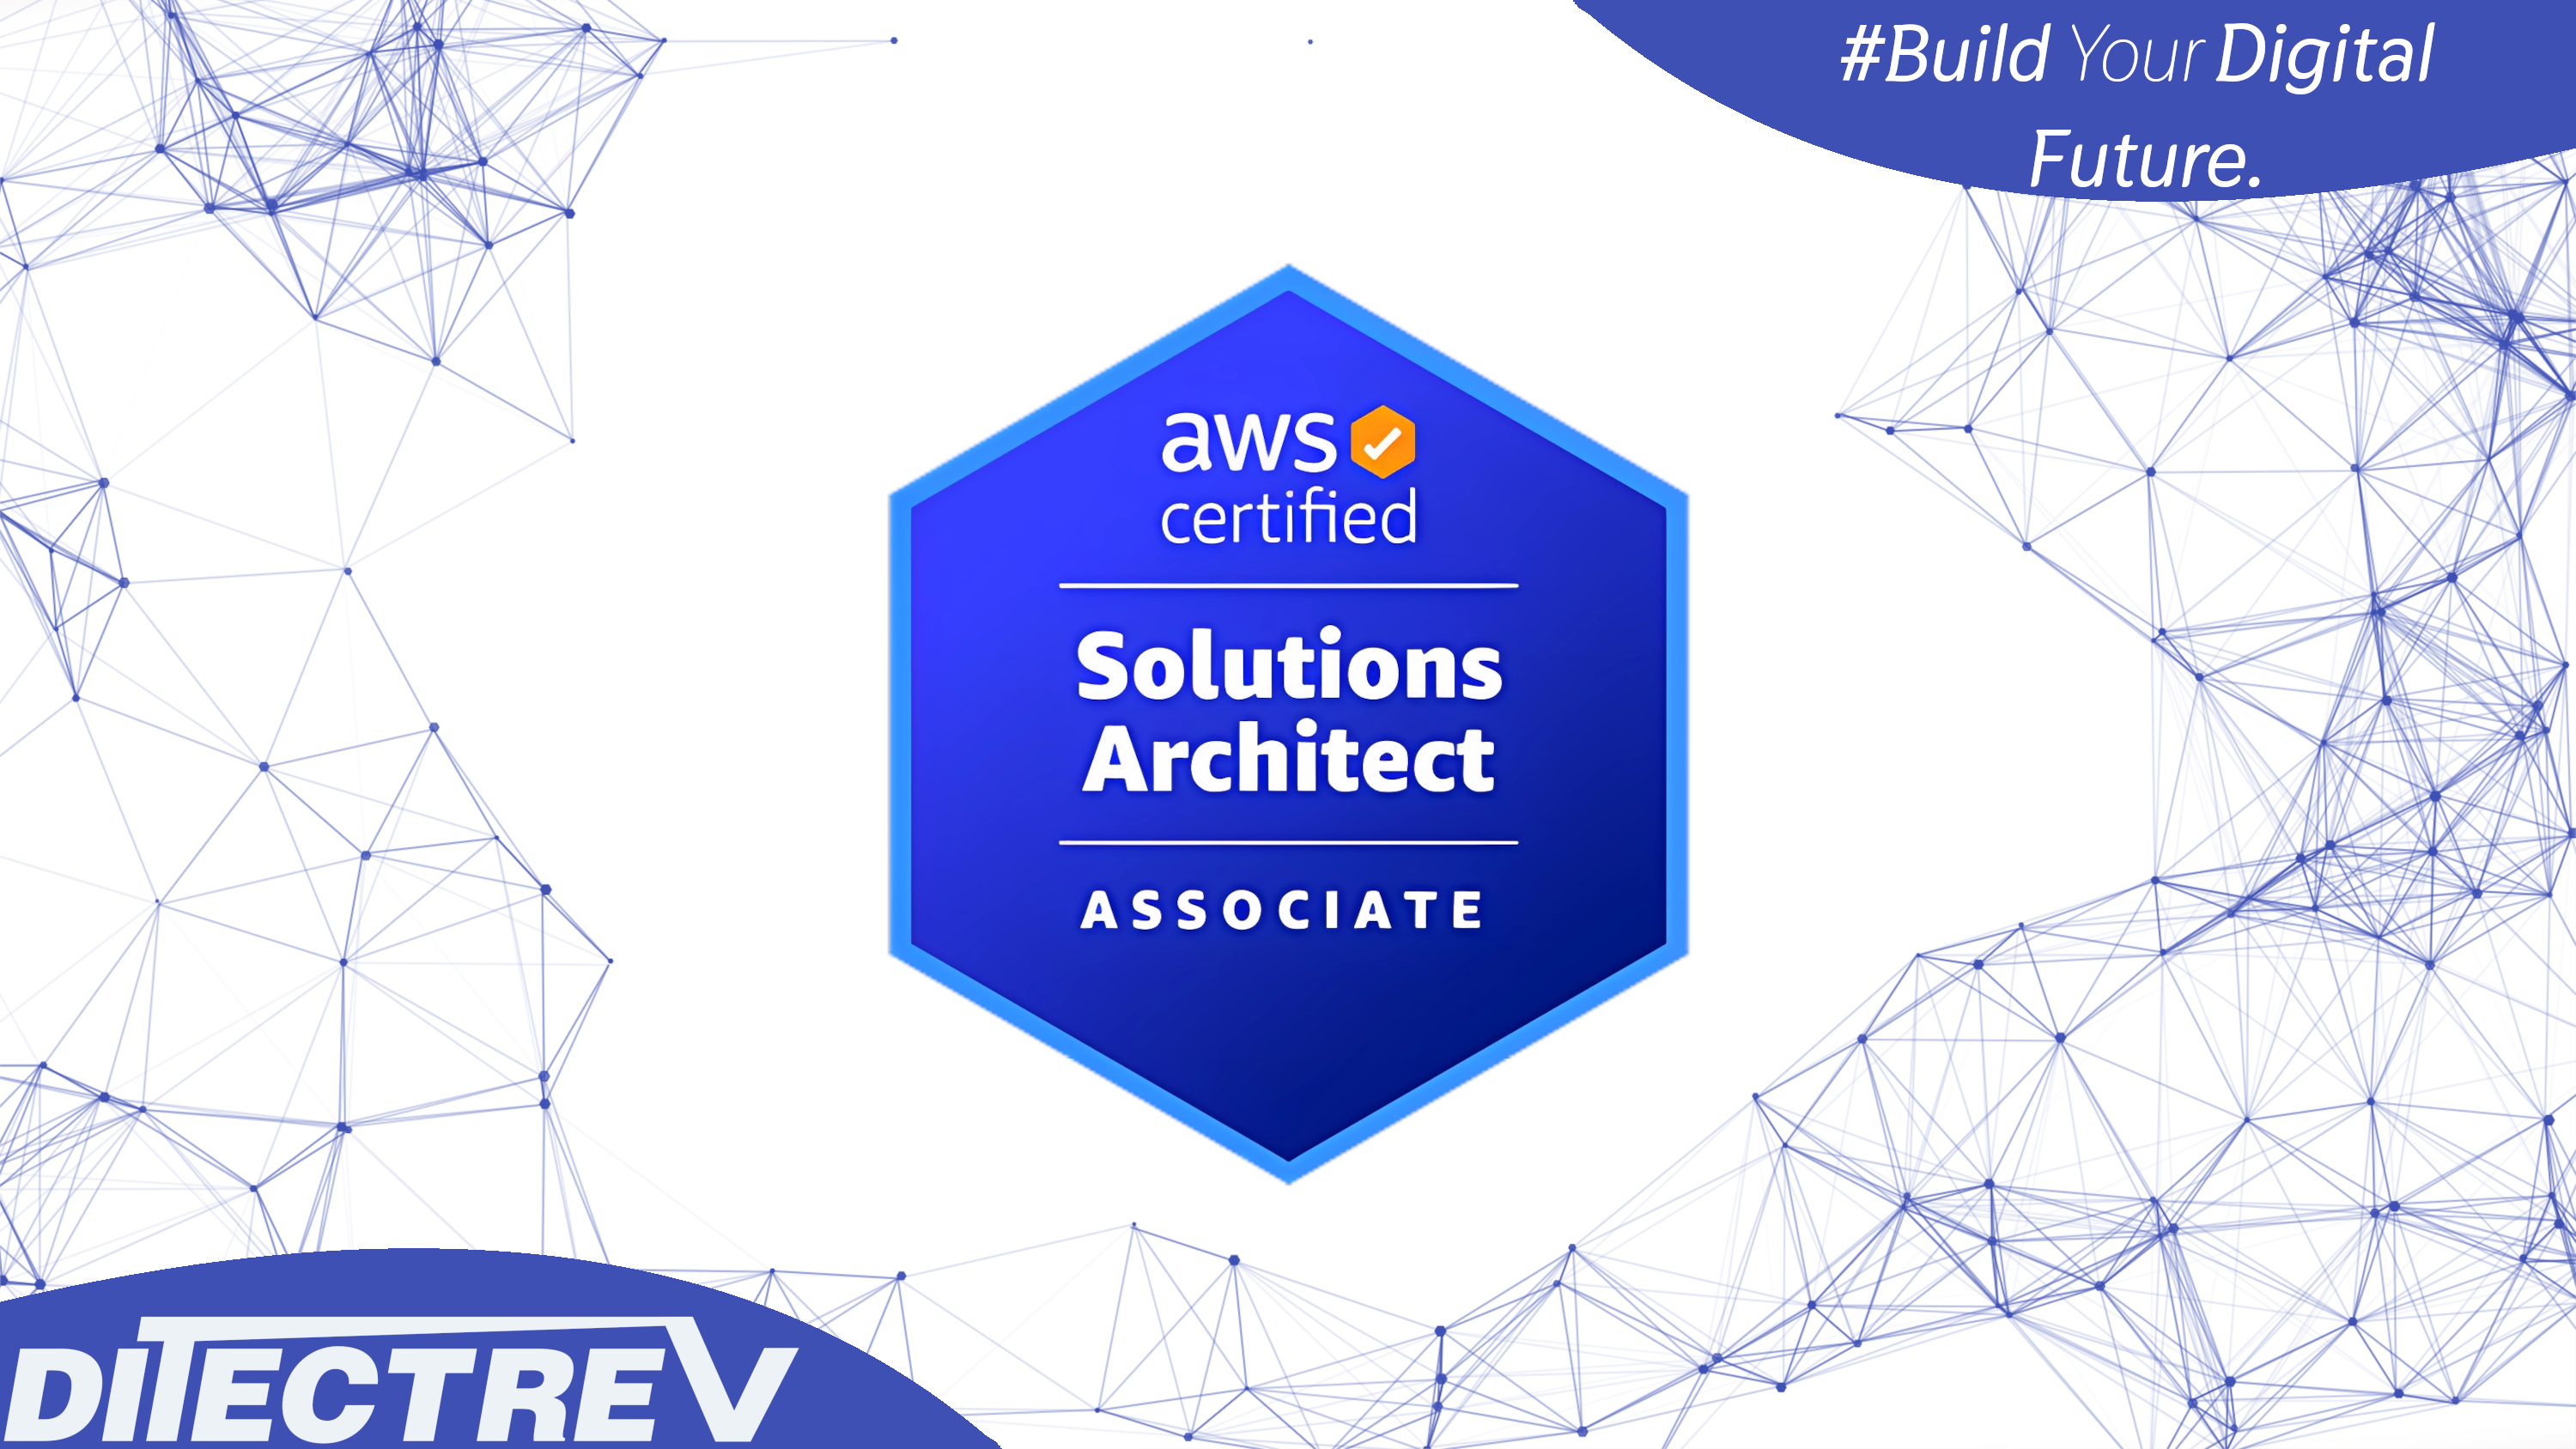 #Build Your Digital
Future.
aws
certified
Solutions
Architect
ASSOCIATE
DITECTREV